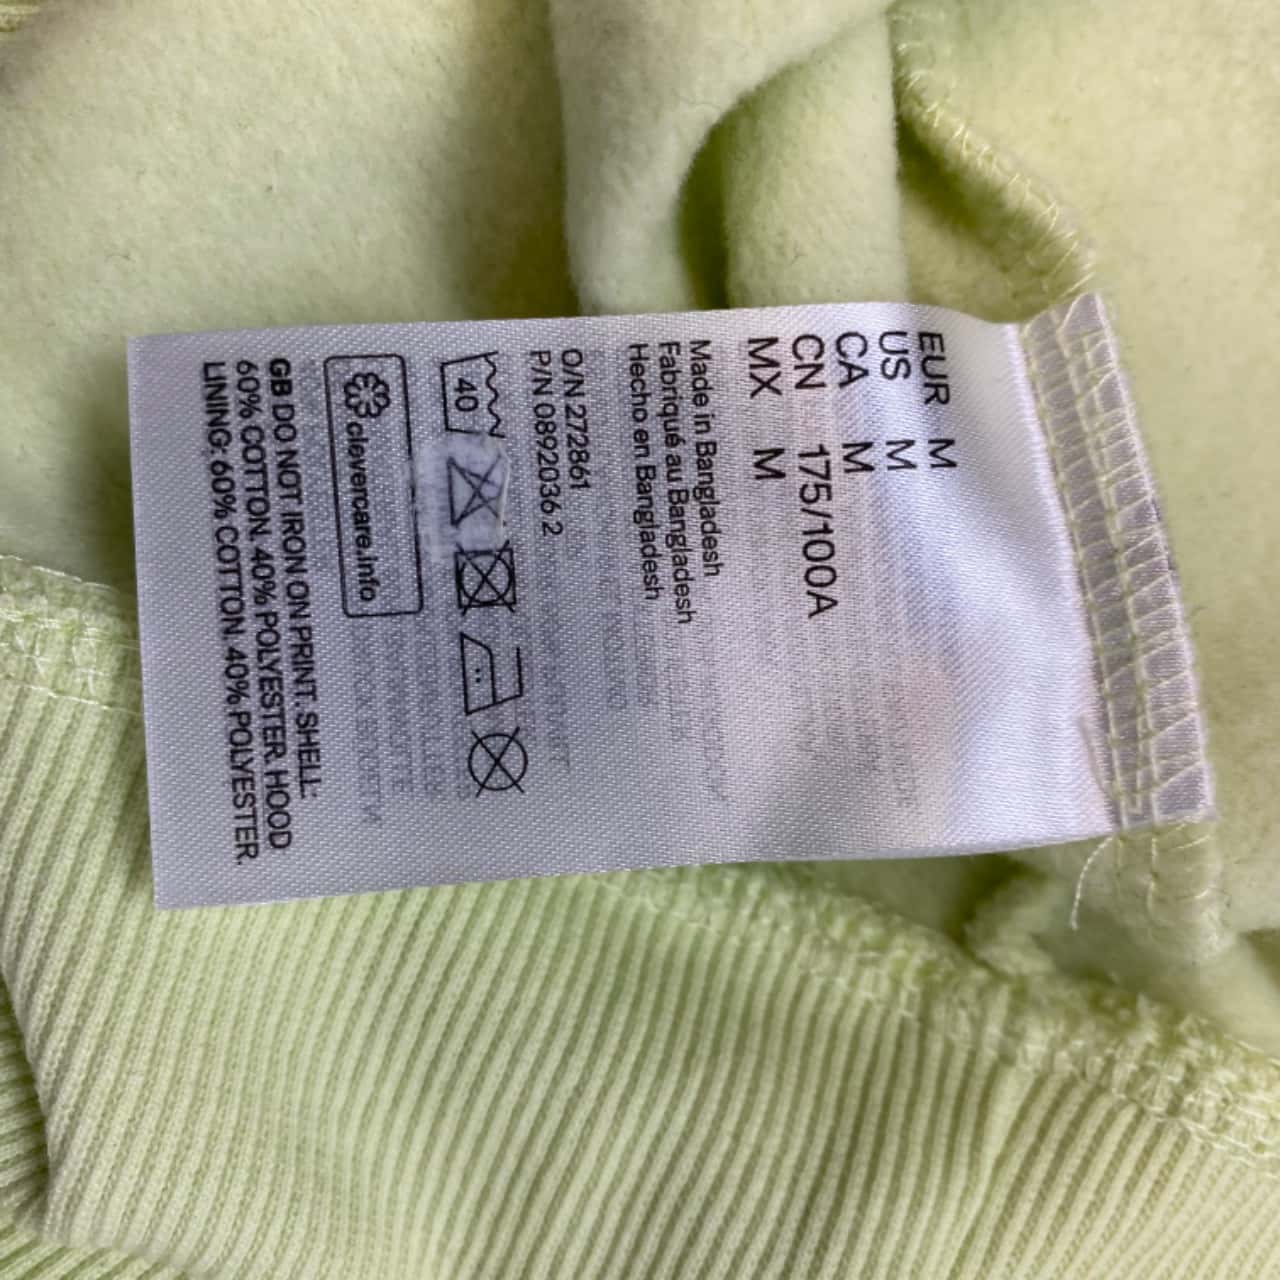 EUR M
US M
CA M
CN 175/100A
MX M
Made in Bangladesh
Fabriqué au Bangladesh
Hecho en Bangladesh
O/N 272861
P/N 0892036 2
40
clevercare.info
GB DO NOT IRON ON PRINT. SHELL:
60% COTTON. 40% POLYESTER. HOOD
LINING: 60% COTTON. 40% POLYESTER.